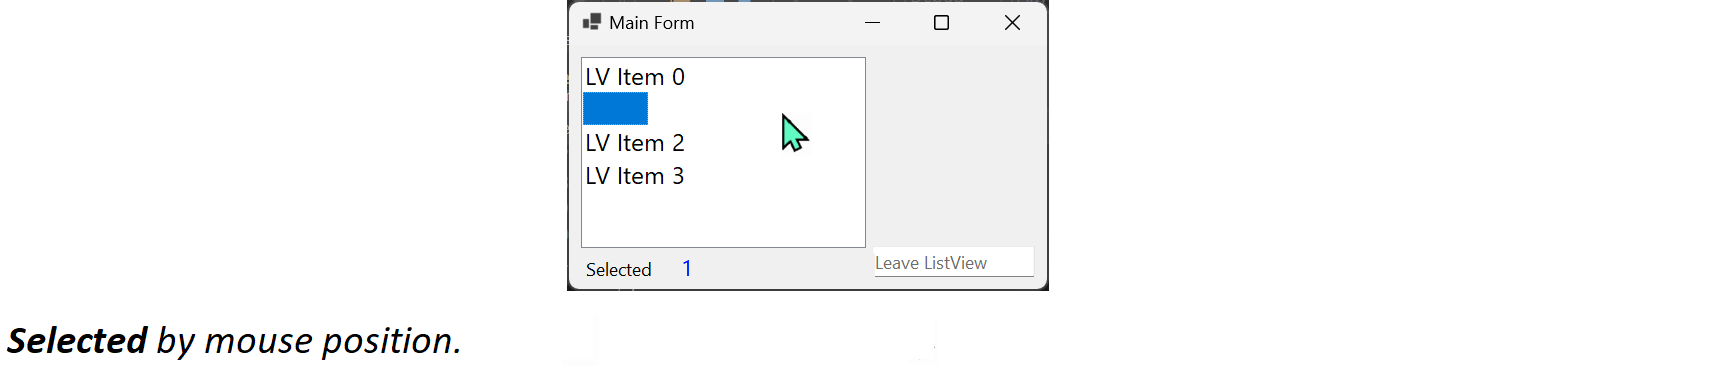 Main Form
LV Item 0
LV Item 2
LV Item 3
Selected 1
Leave ListView
Selected by mouse position.